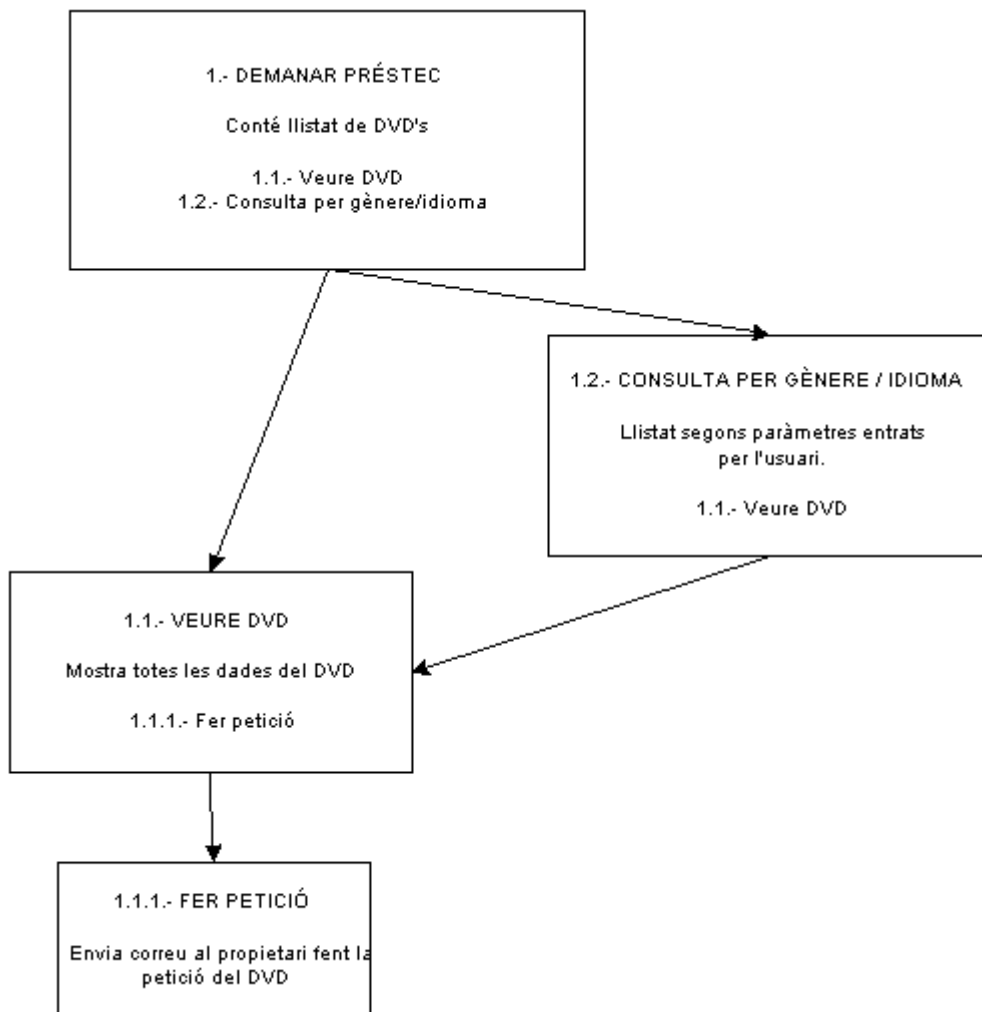 1.- DEMANAR PRÉSTEC
Conté llistat de DVD's
1.1.- Veure DVD
1.2.- Consulta per gènere/idioma
1.2.- CONSULTA PER GÈNERE / IDIOMA
Llistat segons paràmetres entrats
per l'usuari.
1.1.- Veure DVD
1.1.- VEURE DVD
Mostra totes les dades del DVD
1.1.1.- Fer petició
1.1.1.- FER PETICIÓ
Envia correu al propietari fent la
petició del DVD